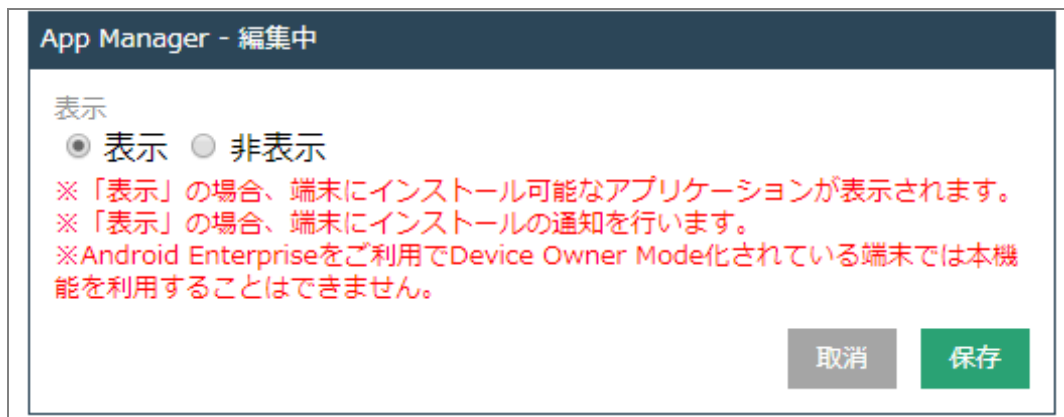 App Manager - 編集中
表示
表示 非表示
※「表示」の場合、端末にインストール可能なアプリケーションが表示されます。
※「表示」の場合、端末にインストールの通知を行います。
※Android Enterpriseをご利用でDevice Owner Mode化されている端末では本機
能を利用することはできません。
取消 保存